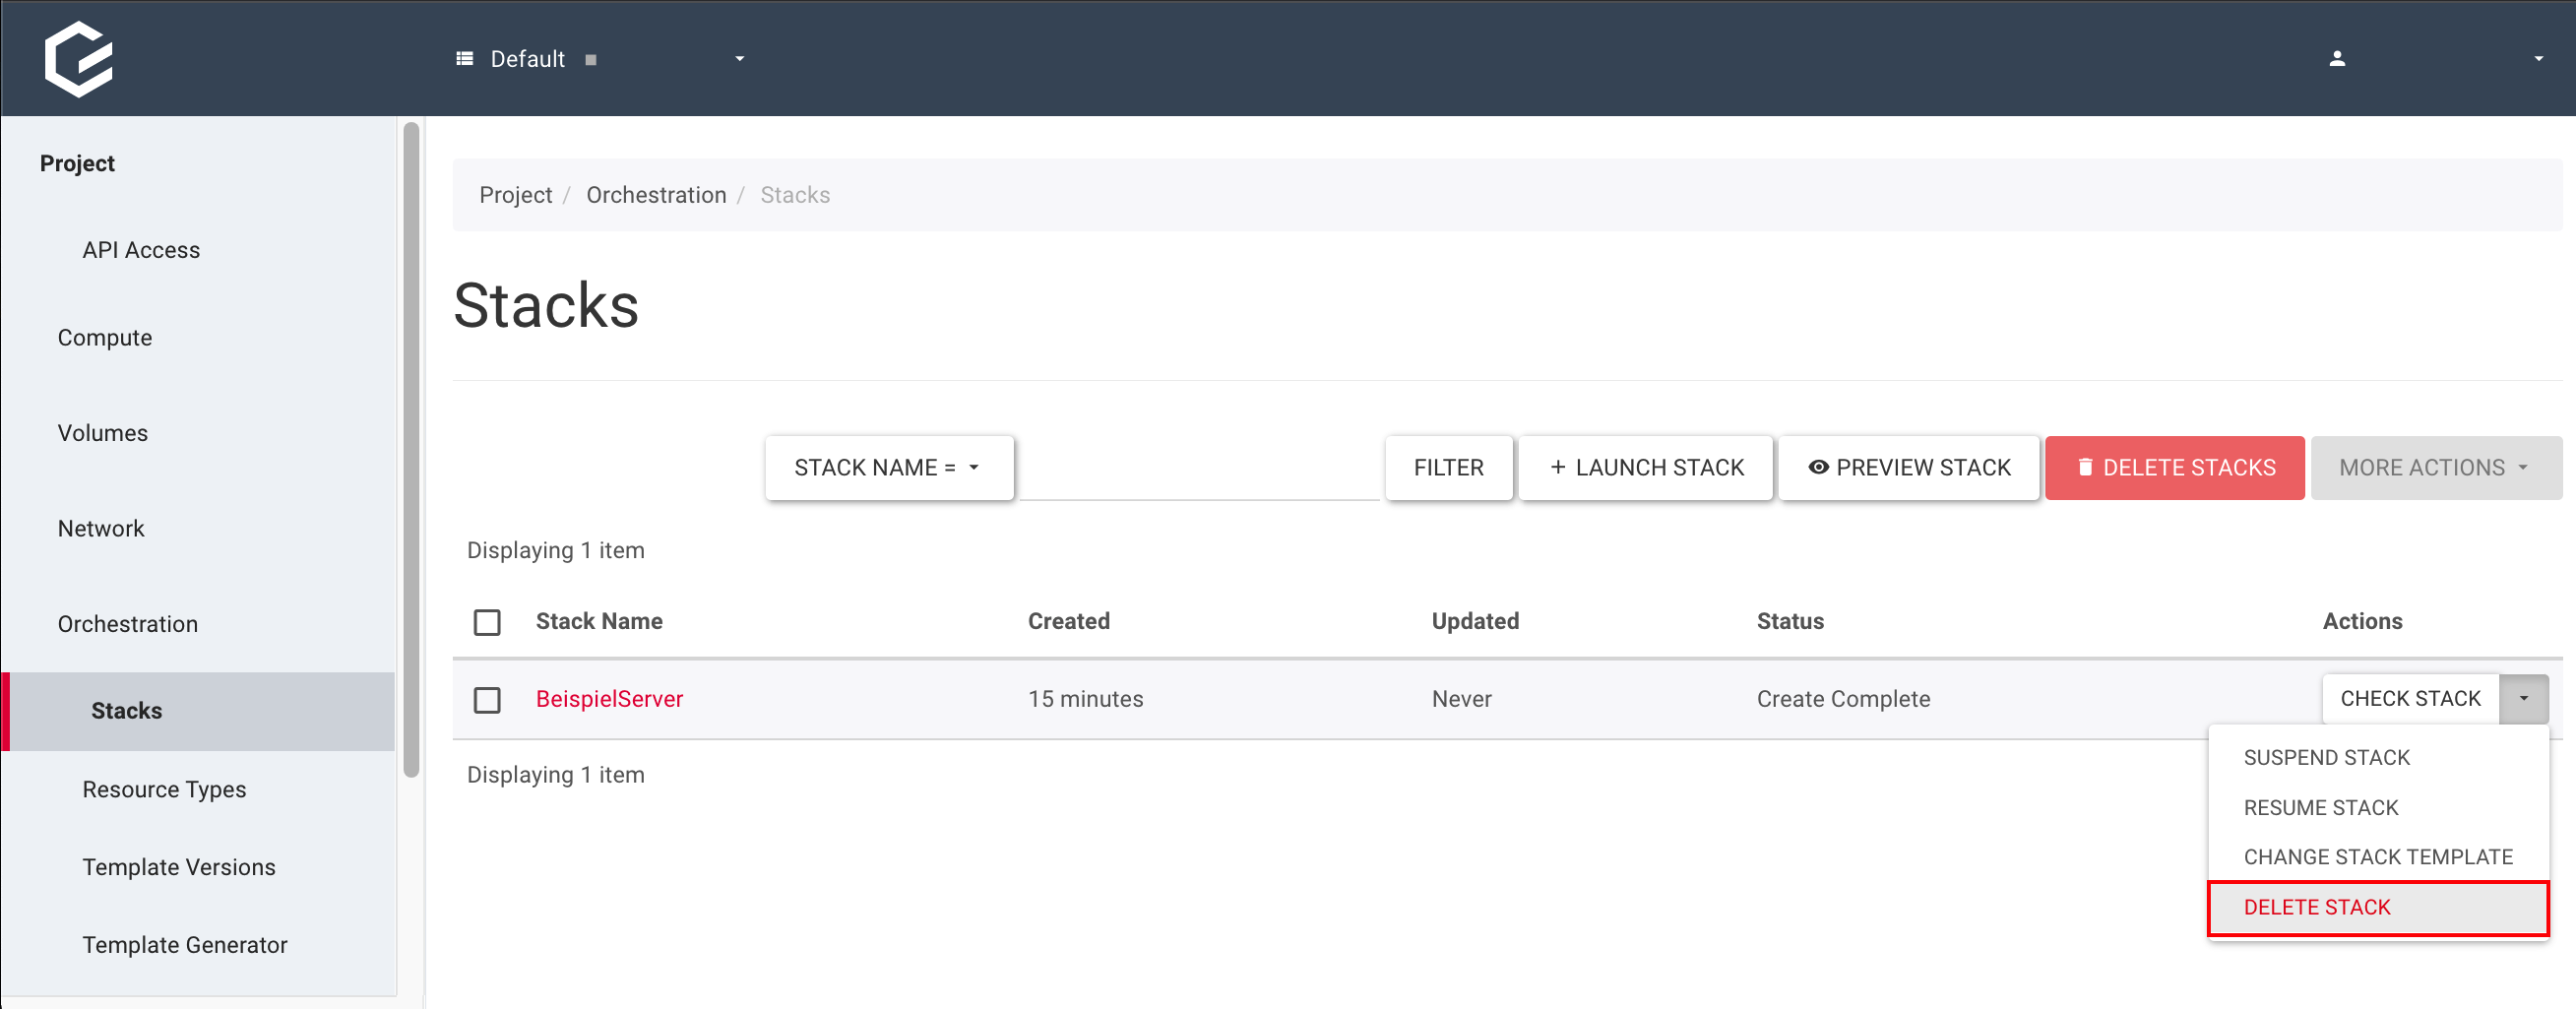 Default
Project
API Access
Compute
Volumes
Network
Orchestration
Stacks
Resource Types
Template Versions
Template Generator
Project / Orchestration / Stacks
Stacks
STACK NAME =
FILTER
+ LAUNCH STACK
PREVIEW STACK
DELETE STACKS
MORE ACTIONS
Displaying 1 item
Stack Name Created Updated Status Actions
BeispielServer 15 minutes Never Create Complete CHECK STACK
SUSPEND STACK
RESUME STACK
CHANGE STACK TEMPLATE
DELETE STACK
Displaying 1 item